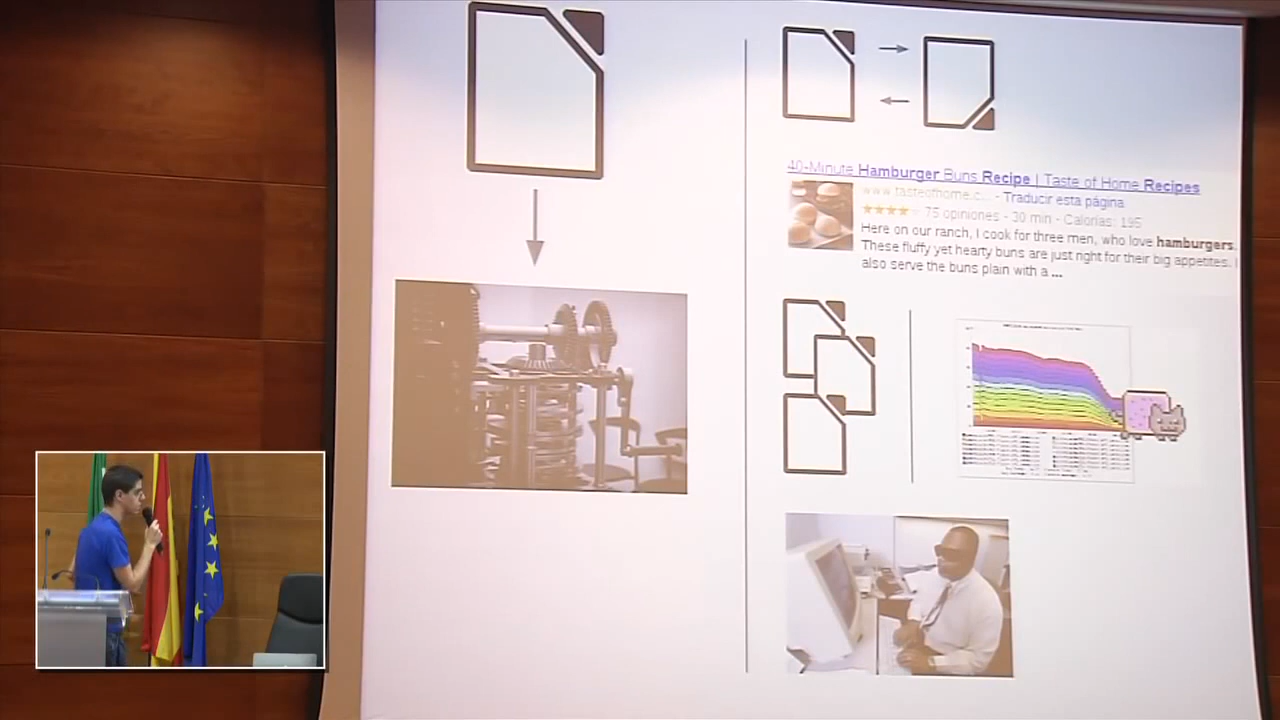 40-Minute Hamburger Buns Recipe | Taste of Home Recipes
www.tasteofhome.c... - Traducir esta página
75 opiniones - 30 min - Calorías: 195
Here on our ranch, I cook for three men, who love hamburgers.
These fluffy yet hearty buns are just right for their big appetites. I
also serve the buns plain with a ...